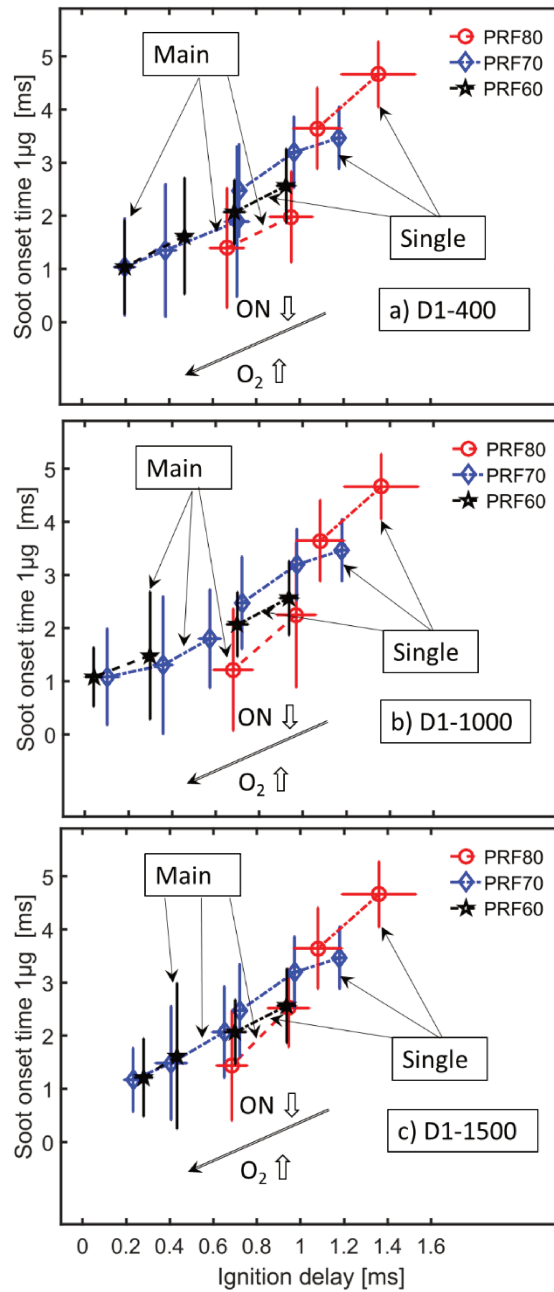 Soot onset time 1μg [ms]
5
4
3
2
1
0
Main
PRF80
PRF70
PRF60
Single
ON ⇩
O₂ ⇧
a) D1-400
Soot onset time 1μg [ms]
5
4
3
2
1
0
Main
PRF80
PRF70
PRF60
Single
ON ⇩
O₂ ⇧
b) D1-1000
Soot onset time 1μg [ms]
5
4
3
2
1
0
Main
PRF80
PRF70
PRF60
Single
ON ⇩
O₂ ⇧
c) D1-1500
0 0.2 0.4 0.6 0.8 1 1.2 1.4 1.6
Ignition delay [ms]